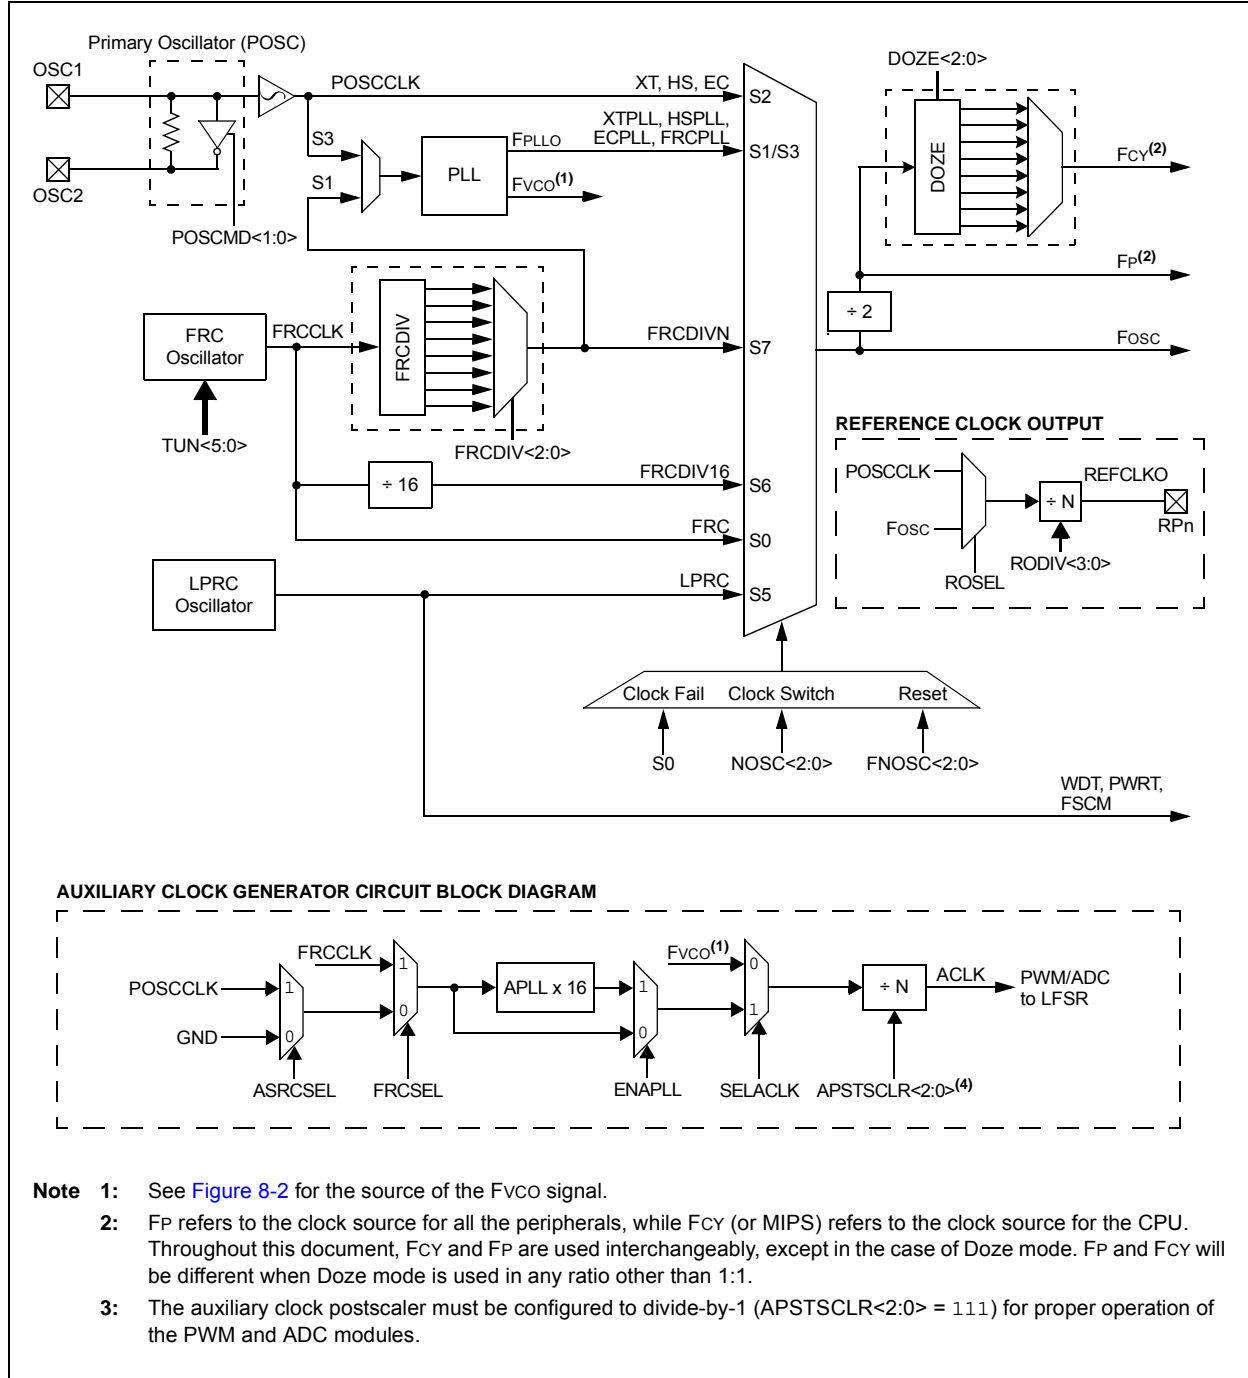 Primary Oscillator (POSC)
OSC1
OSC2
POSCCLK
POSCMD<1:0>
S3
S1
PLL
FPLLO
FVCO(1)
XT, HS, EC
XTPLL, HSPLL,
ECPLL, FRCPLL
S2
S1/S3
DOZE<2:0>
DOZE
FCY(2)
FP(2)
÷ 2
FOSC
FRC
Oscillator
TUN<5:0>
FRCCLK
FRCDIV
FRCDIV<2:0>
FRCDIVN
S7
÷ 16
FRCDIV16
S6
FRC
S0
LPRC
Oscillator
LPRC
S5
REFERENCE CLOCK OUTPUT
POSCCLK
FOSC
ROSEL
÷ N
RODIV<3:0>
REFCLKO
RPn
Clock Fail Clock Switch Reset
S0 NOSC<2:0> FNOSC<2:0>
WDT, PWRT,
FSCM
AUXILIARY CLOCK GENERATOR CIRCUIT BLOCK DIAGRAM
POSCCLK
GND
1
0
ASRCSEL
FRCCLK
1
0
FRCSEL
APLL x 16
1
0
ENAPLL
FVCO(1)
0
1
SELACLK
÷ N
APSTSCLR<2:0>(4)
ACLK
PWM/ADC
to LFSR
Note 1: See Figure 8-2 for the source of the FVCO signal.
2: FP refers to the clock source for all the peripherals, while FCY (or MIPS) refers to the clock source for the CPU.
Throughout this document, FCY and FP are used interchangeably, except in the case of Doze mode. FP and FCY will
be different when Doze mode is used in any ratio other than 1:1.
3: The auxiliary clock postscaler must be configured to divide-by-1 (APSTSCLR<2:0> = 111) for proper operation of
the PWM and ADC modules.